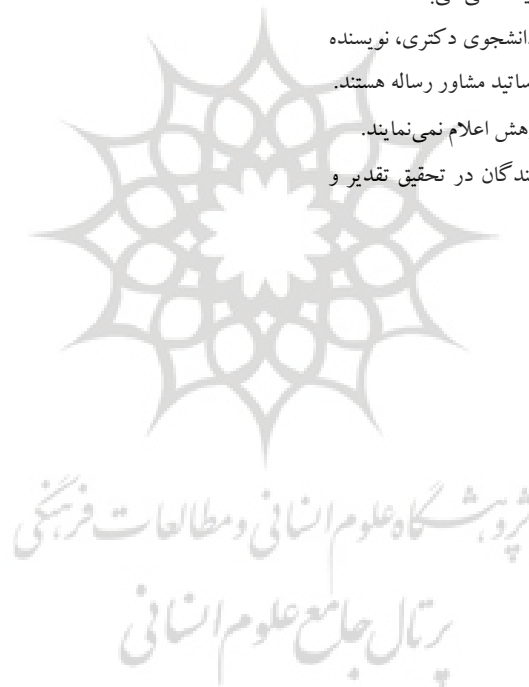 دانشجوی دکتری، نویسنده
ساتید مشاور رساله هستند.
هش اعلام نمی‌نمایند.
ندگان در تحقیق تقدیر و
پژوهشگاه علوم انسانی و مطالعات فرهنگی
پرتال جامع علوم انسانی